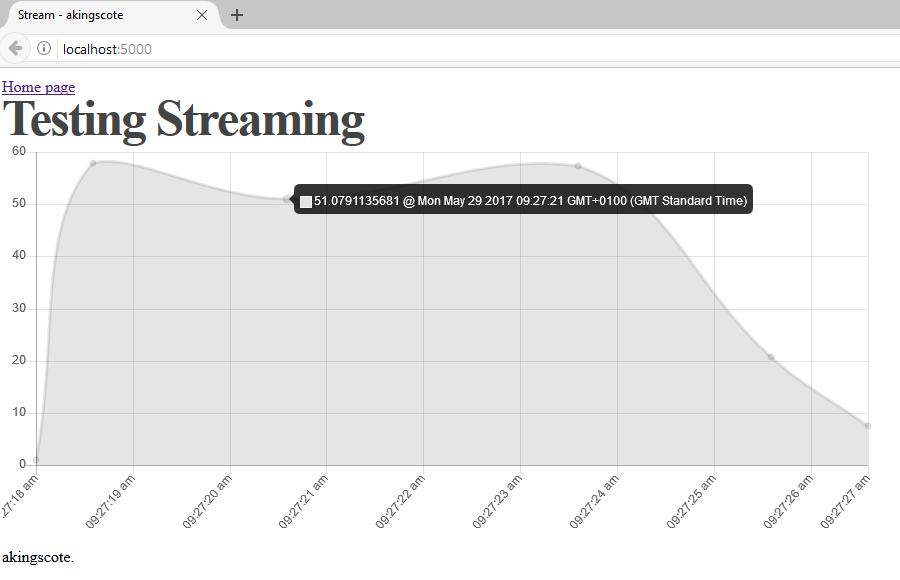 Stream - akingscote
localhost:5000
Home page
Testing Streaming
60
50
51.0791135681 @ Mon May 29 2017 09:27:21 GMT+0100 (GMT Standard Time)
40
30
20
10
0
:27:18 am
09:27:19 am
09:27:20 am
09:27:21 am
09:27:22 am
09:27:23 am
09:27:24 am
09:27:25 am
09:27:26 am
09:27:27 am
akingscote.